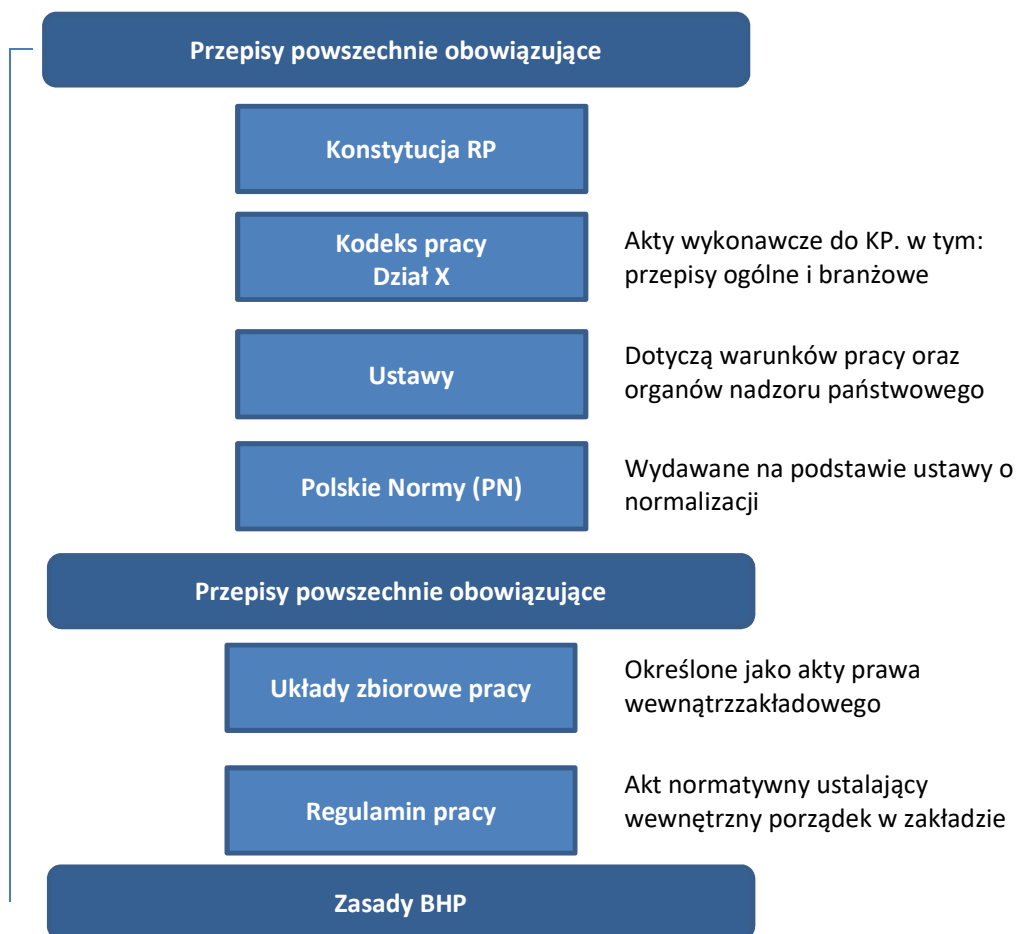 Przepisy powszechnie obowiązujące
Konstytucja RP
Kodeks pracy
Dział X
Akty wykonawcze do KP. w tym:
przepisy ogólne i branżowe
Ustawy
Dotyczą warunków pracy oraz
organów nadzoru państwowego
Polskie Normy (PN)
Wydawane na podstawie ustawy o
normalizacji
Przepisy powszechnie obowiązujące
Układy zbiorowe pracy
Określone jako akty prawa
wewnątrzzakładowego
Regulamin pracy
Akt normatywny ustalający
wewnętrzny porządek w zakładzie
Zasady BHP